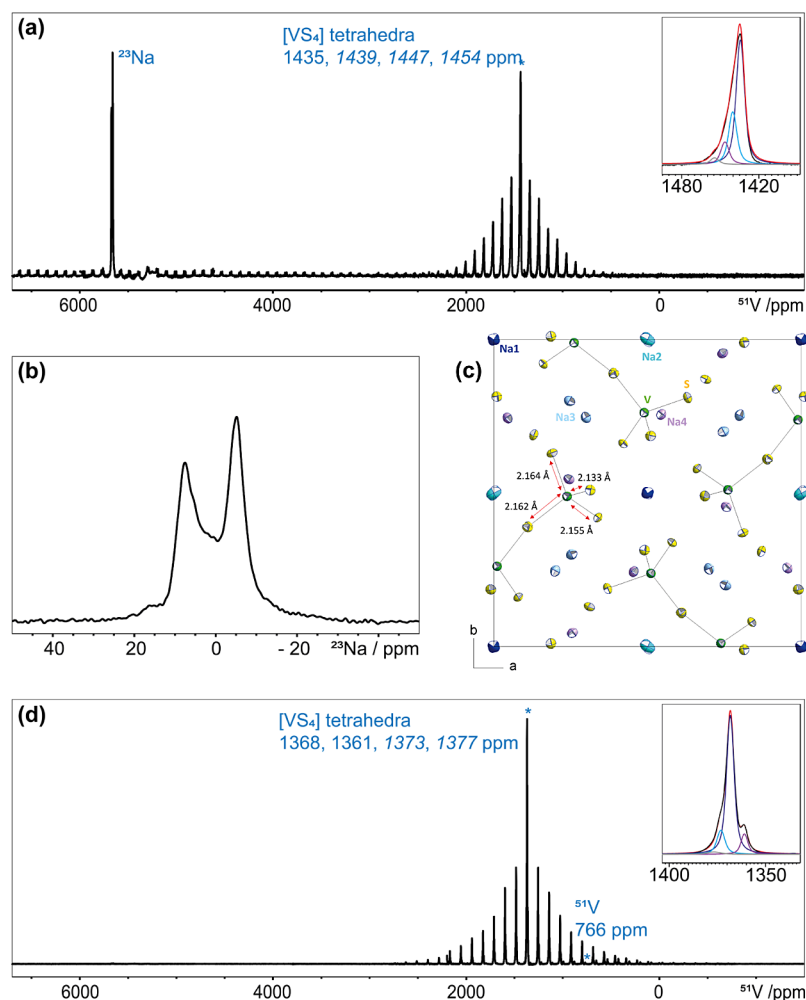 (a)
²³Na
[VS₄] tetrahedra
1435, 1439, 1447, 1454 ppm
*
1480 1420
6000 4000 2000 0 ⁵¹V /ppm
(b)
40 20 0 - 20 ²³Na / ppm
(c)
Na1 Na2
S
V
Na3 Na4
2.164 Å 2.133 Å
2.162 Å
2.155 Å
b
a
(d)
[VS₄] tetrahedra
1368, 1361, 1373, 1377 ppm
*
⁵¹V
766 ppm
*
1400 1350
6000 4000 2000 0 ⁵¹V /ppm